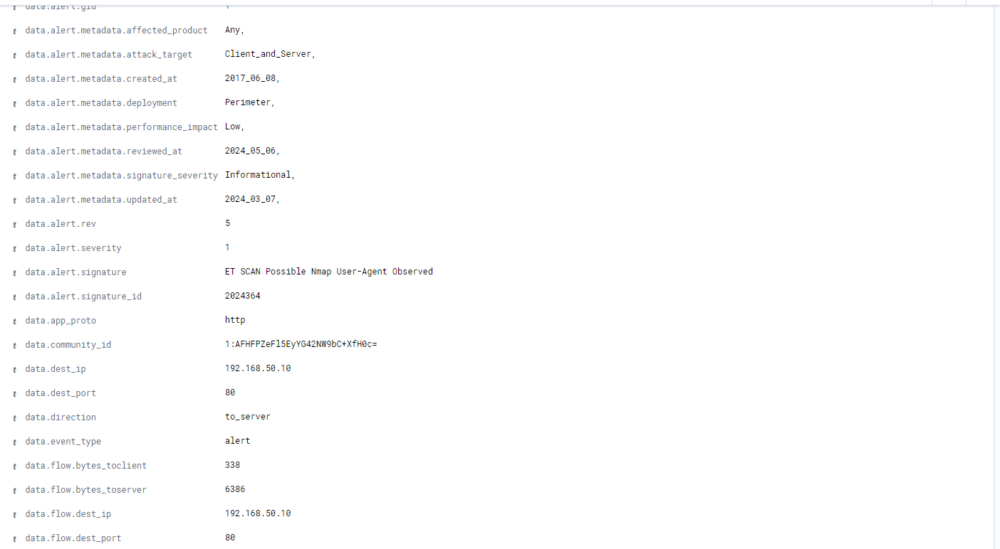 data.alert.gid 1
t data.alert.metadata.affected_product Any,
t data.alert.metadata.attack_target Client_and_Server,
t data.alert.metadata.created_at 2017_06_08,
t data.alert.metadata.deployment Perimeter,
t data.alert.metadata.performance_impact Low,
t data.alert.metadata.reviewed_at 2024_05_06,
t data.alert.metadata.signature_severity Informational,
t data.alert.metadata.updated_at 2024_03_07,
t data.alert.rev 5
t data.alert.severity 1
t data.alert.signature ET SCAN Possible Nmap User-Agent Observed
t data.alert.signature_id 2024364
t data.app_proto http
t data.community_id 1:AFHFPZeFl5EyYG42NW9bC+XfH0c=
t data.dest_ip 192.168.50.10
t data.dest_port 80
t data.direction to_server
t data.event_type alert
t data.flow.bytes_toclient 338
t data.flow.bytes_toserver 6386
t data.flow.dest_ip 192.168.50.10
t data.flow.dest_port 80